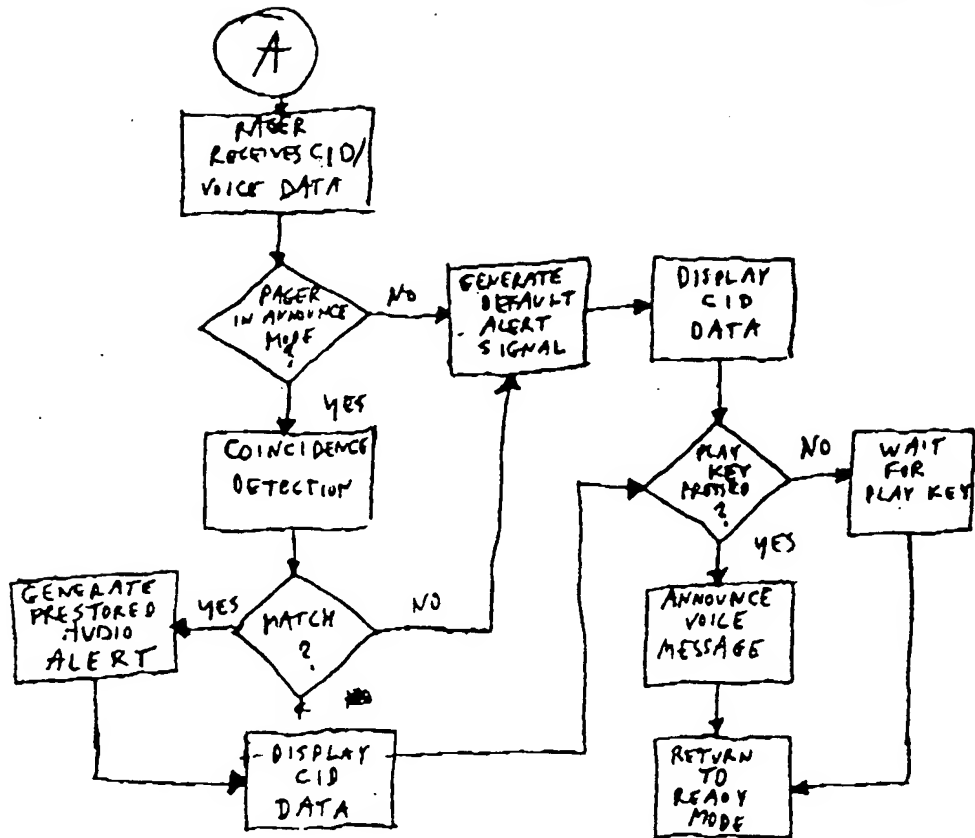 A
PAGER
RECEIVES CID/
VOICE DATA
PAGER
IN ANNOUNCE
MODE
?
NO
YES
GENERATE
DEFAULT
ALERT
SIGNAL
DISPLAY
CID
DATA
COINCIDENCE
DETECTION
PLAY
KEY
PRESSED
?
NO
YES
WAIT
FOR
PLAY KEY
MATCH
?
YES
NO
GENERATE
PRESTORED
AUDIO
ALERT
DISPLAY
CID
DATA
ANNOUNCE
VOICE
MESSAGE
RETURN
TO
READY
MODE